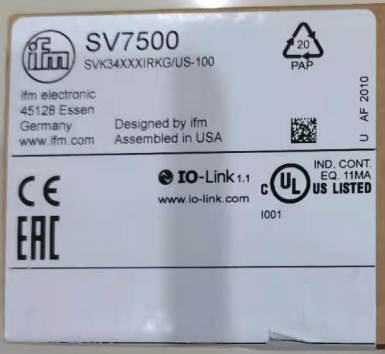 ifm
SV7500
SVK34XXXIRKG/US-100
20
PAP
ifm electronic
45128 Essen
Germany
www.ifm.com
Designed by ifm
Assembled in USA
U AF 2010
CE
IO-Link 1.1
www.io-link.com
C UL US LISTED
IND. CONT.
EQ. 11MA
I001
EAC